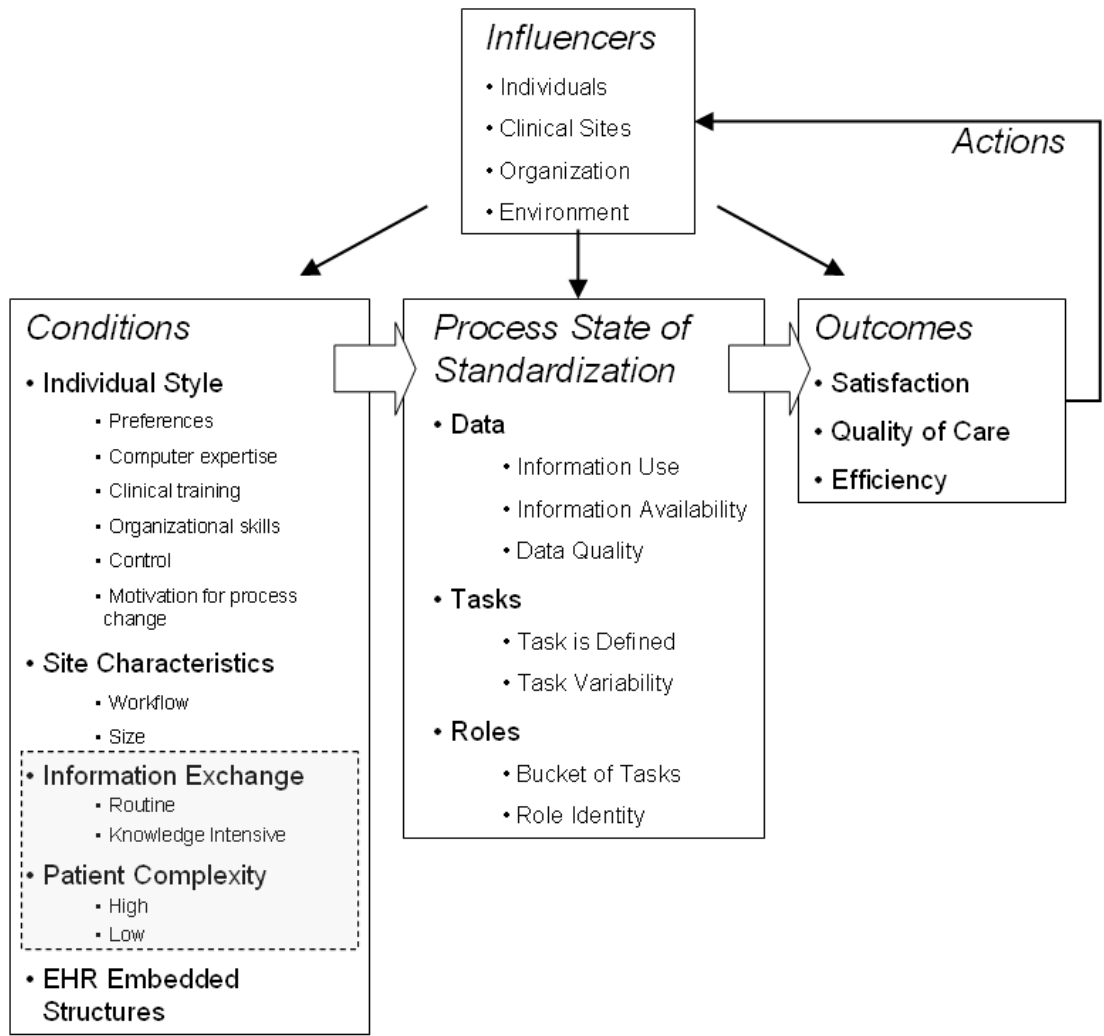 Influencers
• Individuals
• Clinical Sites
• Organization
• Environment
Actions
Conditions
• Individual Style
▪ Preferences
▪ Computer expertise
▪ Clinical training
▪ Organizational skills
▪ Control
▪ Motivation for process
change
• Site Characteristics
▪ Workflow
▪ Size
• Information Exchange
▪ Routine
▪ Knowledge Intensive
• Patient Complexity
▪ High
▪ Low
• EHR Embedded
Structures
Process State of
Standardization
• Data
• Information Use
• Information Availability
• Data Quality
• Tasks
• Task is Defined
• Task Variability
• Roles
• Bucket of Tasks
• Role Identity
Outcomes
• Satisfaction
• Quality of Care
• Efficiency